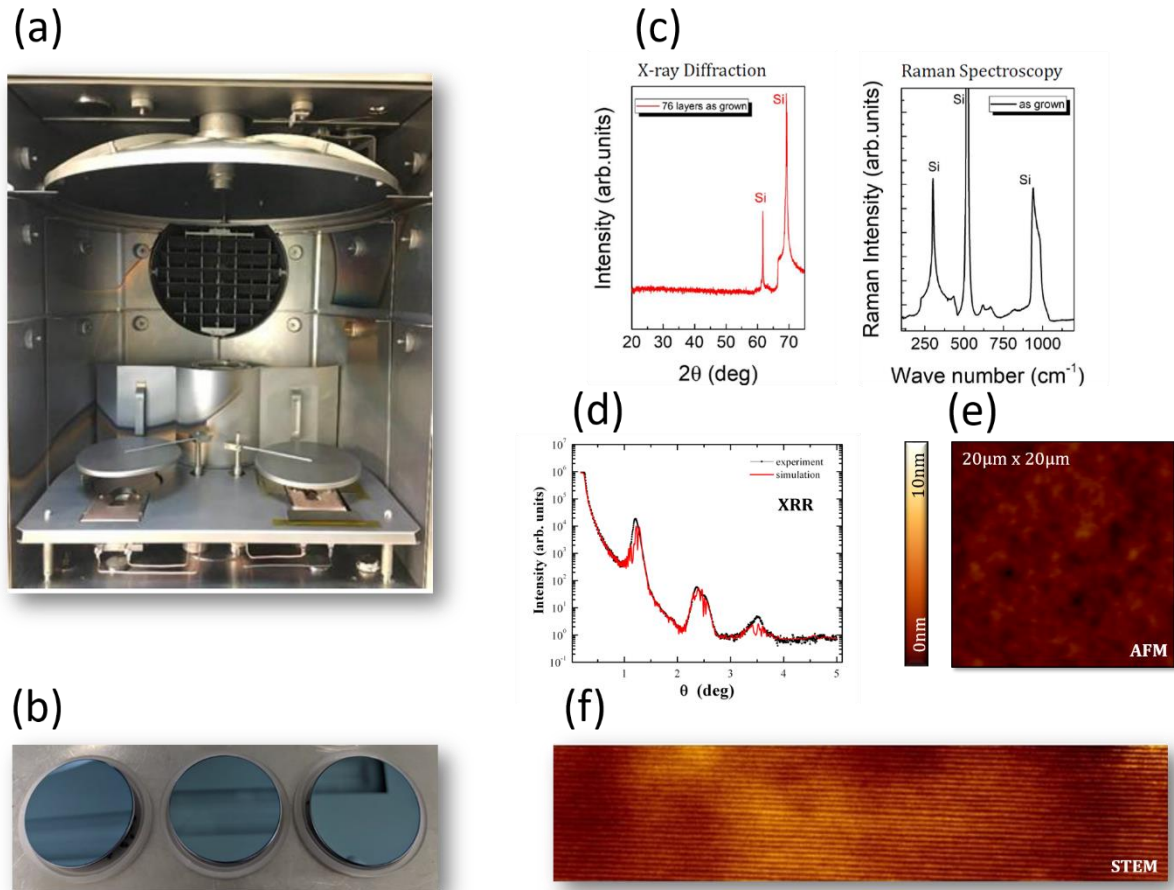 (a)
(c)
X-ray Diffraction
76 layers as grown
Si
Si
Intensity (arb.units)
20 30 40 50 60 70
2θ (deg)
Raman Spectroscopy
as grown
Si
Si
Si
Raman Intensity (arb.units)
250 500 750 1000
Wave number (cm⁻¹)
(d)
10⁷
10⁶
10⁵
10⁴
10³
10²
10¹
10⁰
10⁻¹
Intensity (arb. units)
experiment
simulation
XRR
1 2 3 4 5
θ (deg)
(e)
10nm
0nm
20µm x 20µm
AFM
(b)
(f)
STEM